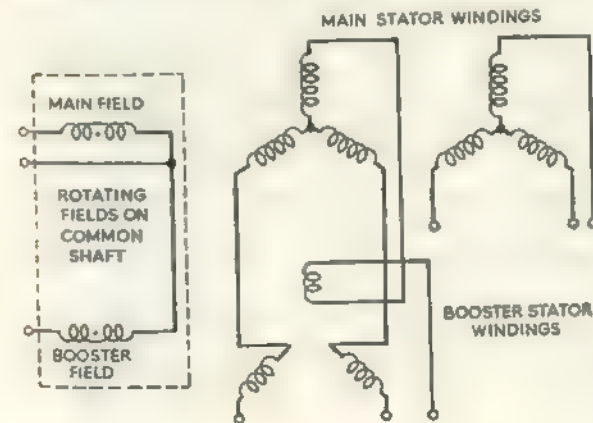 MAIN STATOR WINDINGS
MAIN FIELD
ROTATING
FIELDS ON
COMMON
SHAFT
BOOSTER
FIELD
BOOSTER STATOR
WINDINGS